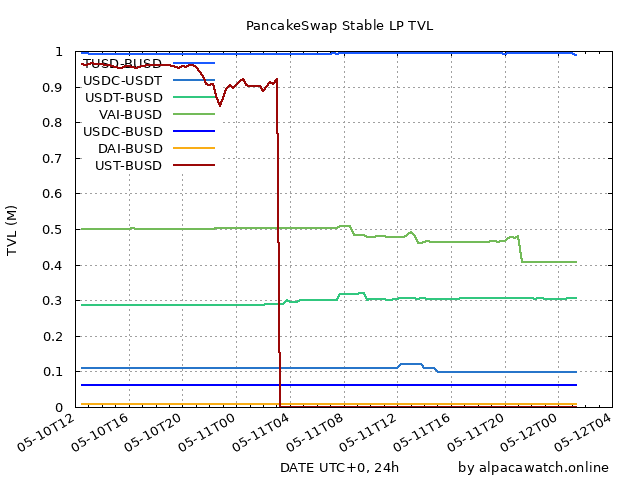 PancakeSwap Stable LP TVL
1
0.9
0.8
0.7
0.6
0.5
0.4
0.3
0.2
0.1
0
TVL (M)
TUSD-BUSD
USDC-USDT
USDT-BUSD
VAI-BUSD
USDC-BUSD
DAI-BUSD
UST-BUSD
05-10T12
05-10T16
05-10T20
05-11T00
05-11T04
05-11T08
05-11T12
05-11T16
05-11T20
05-12T00
05-12T04
DATE UTC+0, 24h
by alpacawatch.online